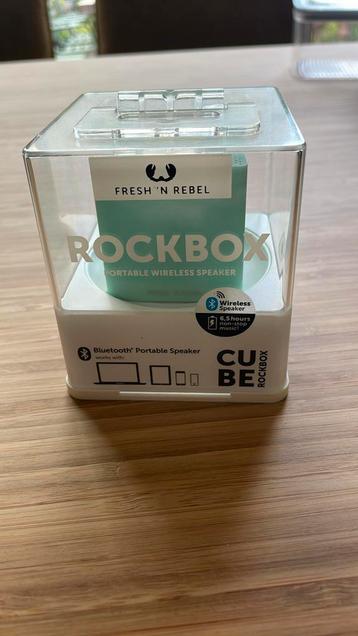 FRESH 'N REBEL
ROCKBOX
PORTABLE WIRELESS SPEAKER
Wireless
Speaker
6,5 hours
non-stop
music!
Bluetooth® Portable Speaker
works with:
CU
BE
ROCKBOX